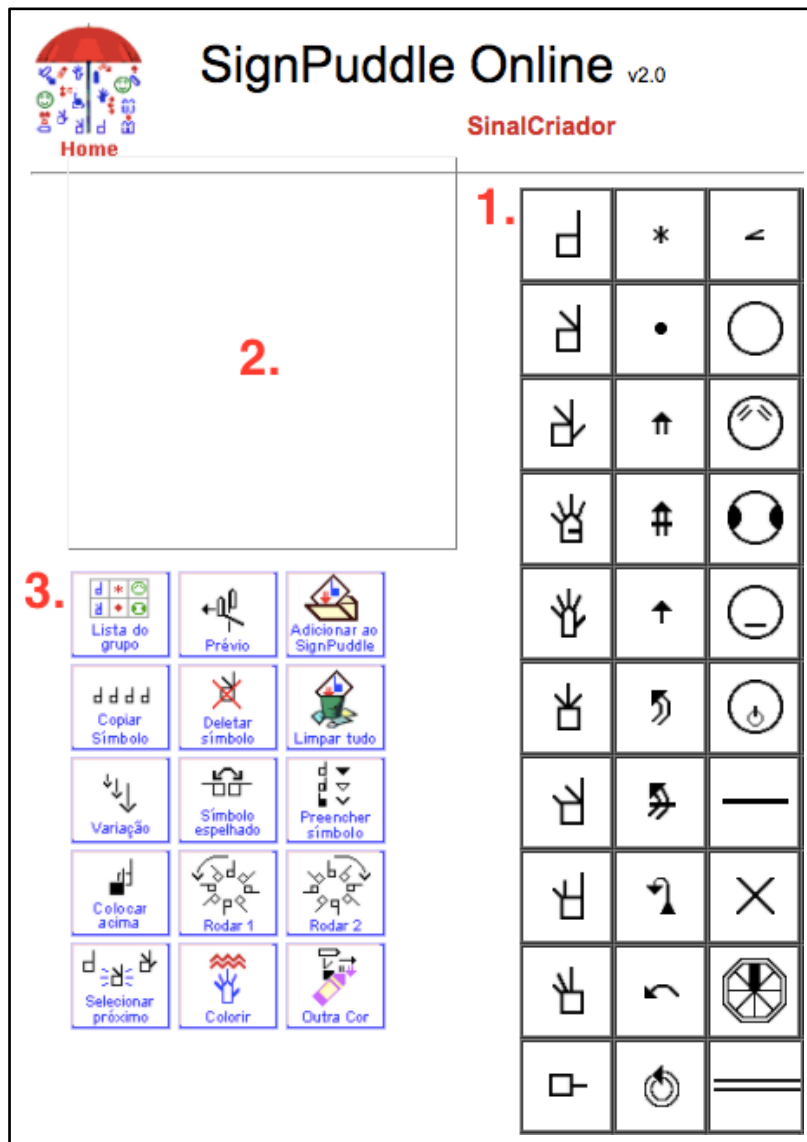 SignPuddle Online v2.0
SinalCriador
Home
1.
2.
3.
Lista do
grupo
Prévio
Adicionar ao
SignPuddle
Copiar
Símbolo
Deletar
símbolo
Limpar tudo
Variação
Símbolo
espelhado
Preencher
símbolo
Colocar
acima
Rodar 1
Rodar 2
Selecionar
próximo
Colorir
Outra Cor